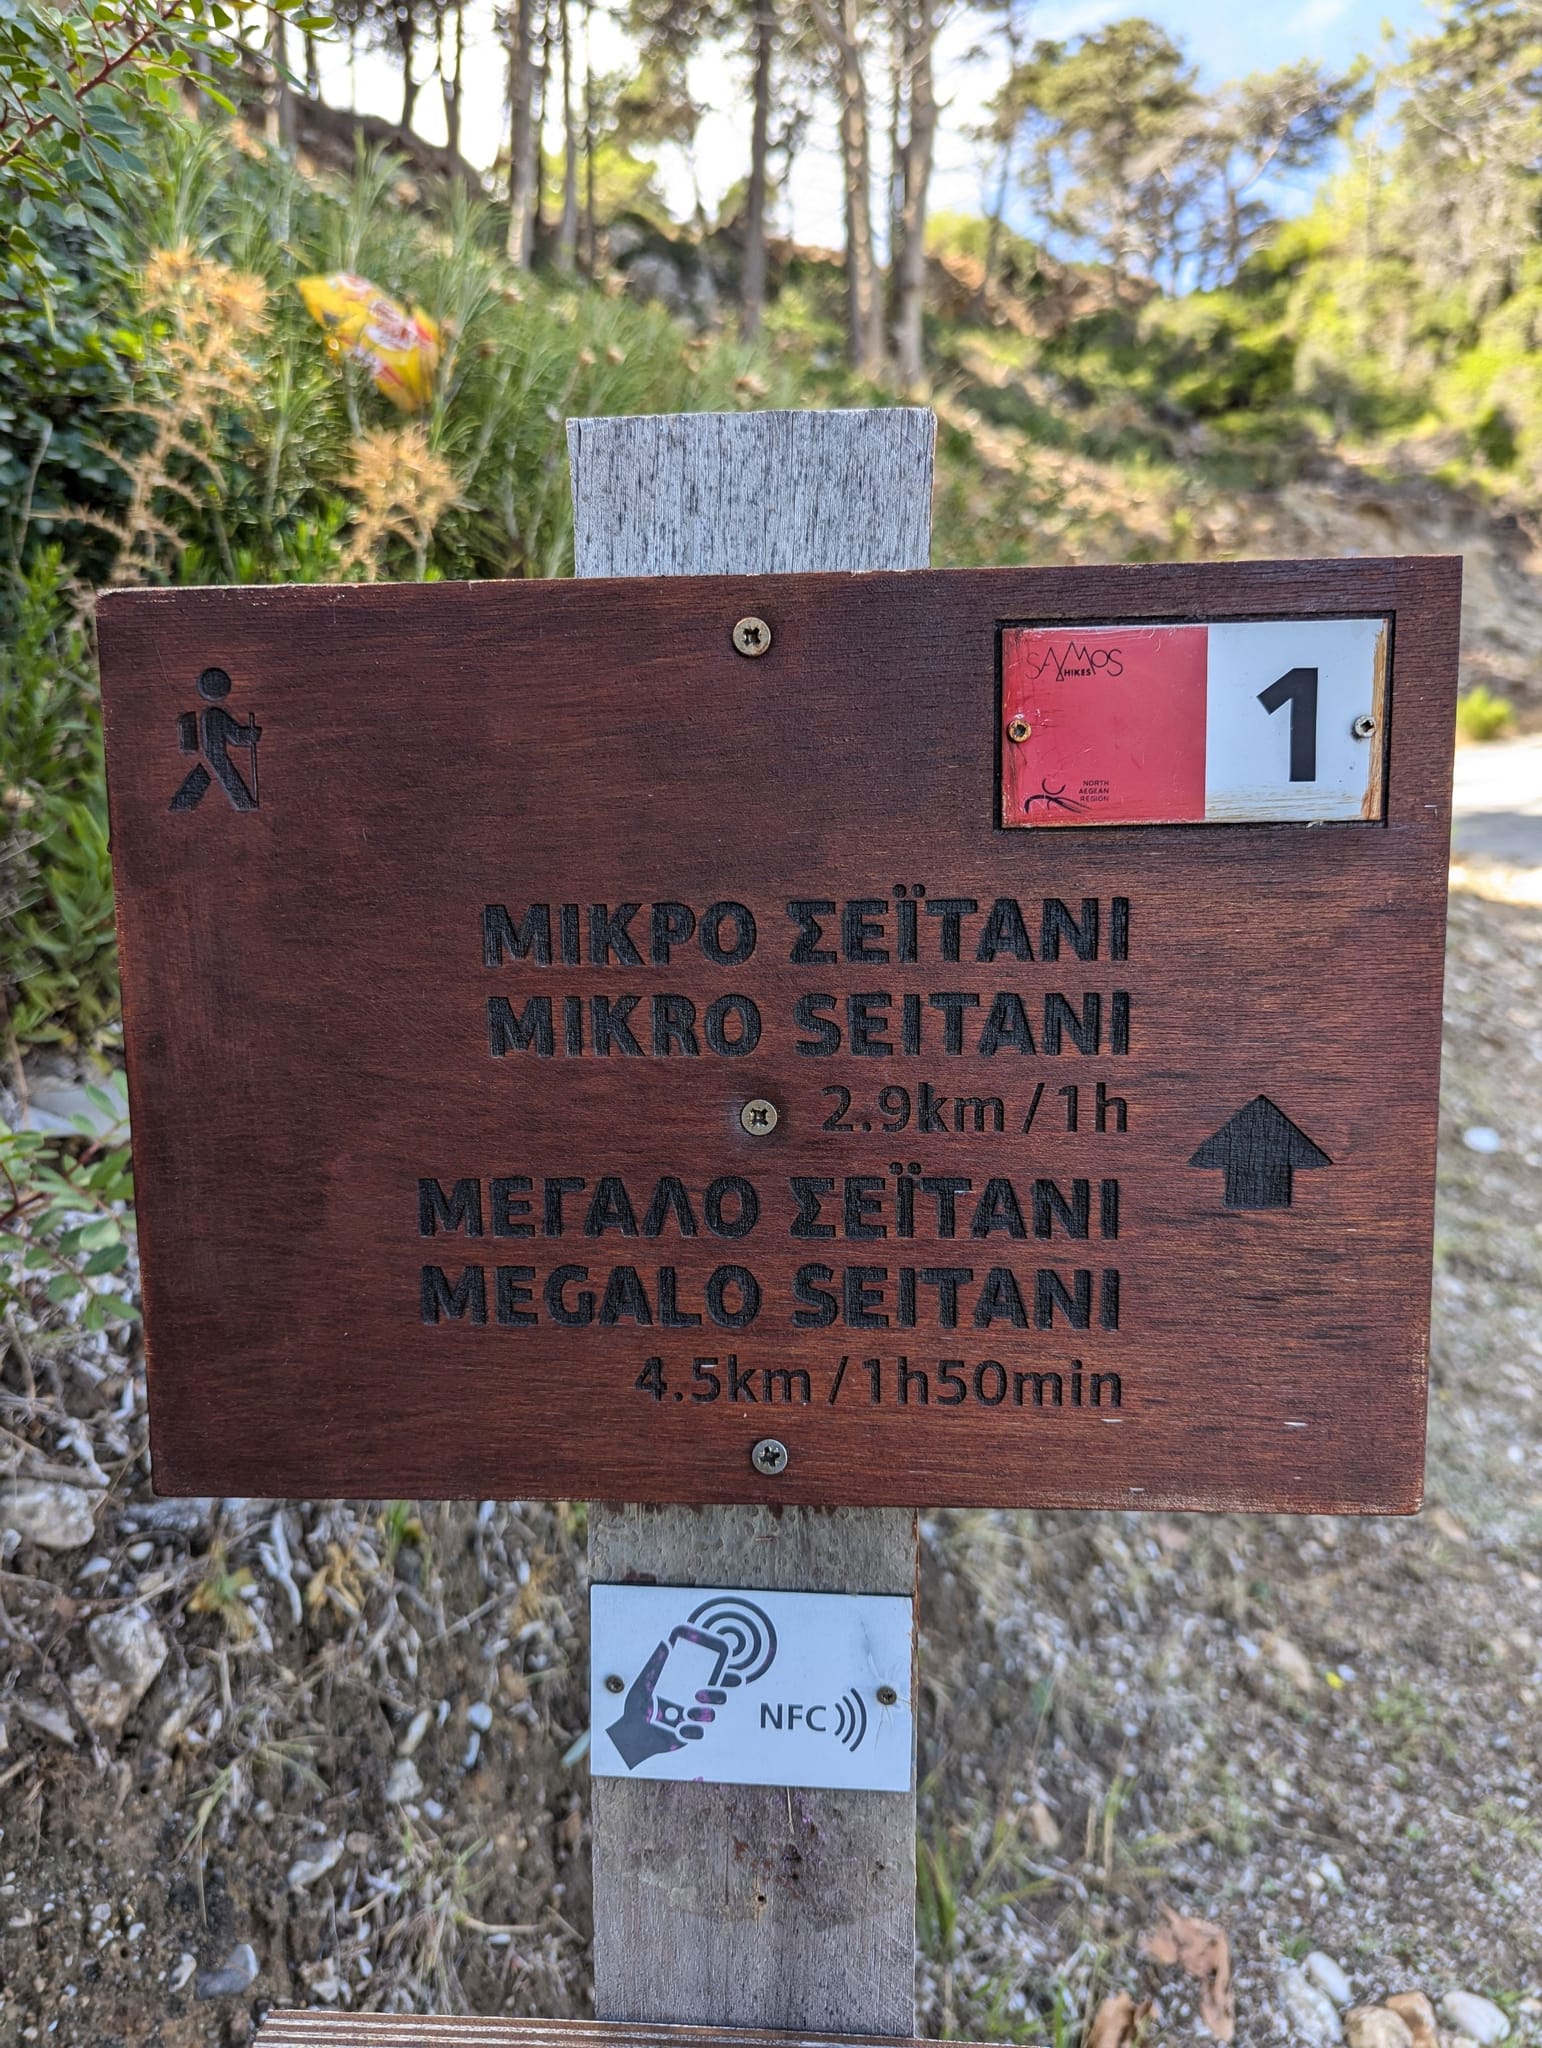 SAMOS
HIKES
1
NORTH
AEGEAN
REGION
ΜΙΚΡΟ ΣΕΪΤΑΝΙ
MIKRO SEITANI
2.9km/1h
ΜΕΓΑΛΟ ΣΕΪΤΑΝΙ
MEGALO SEITANI
4.5km/1h50min
NFC